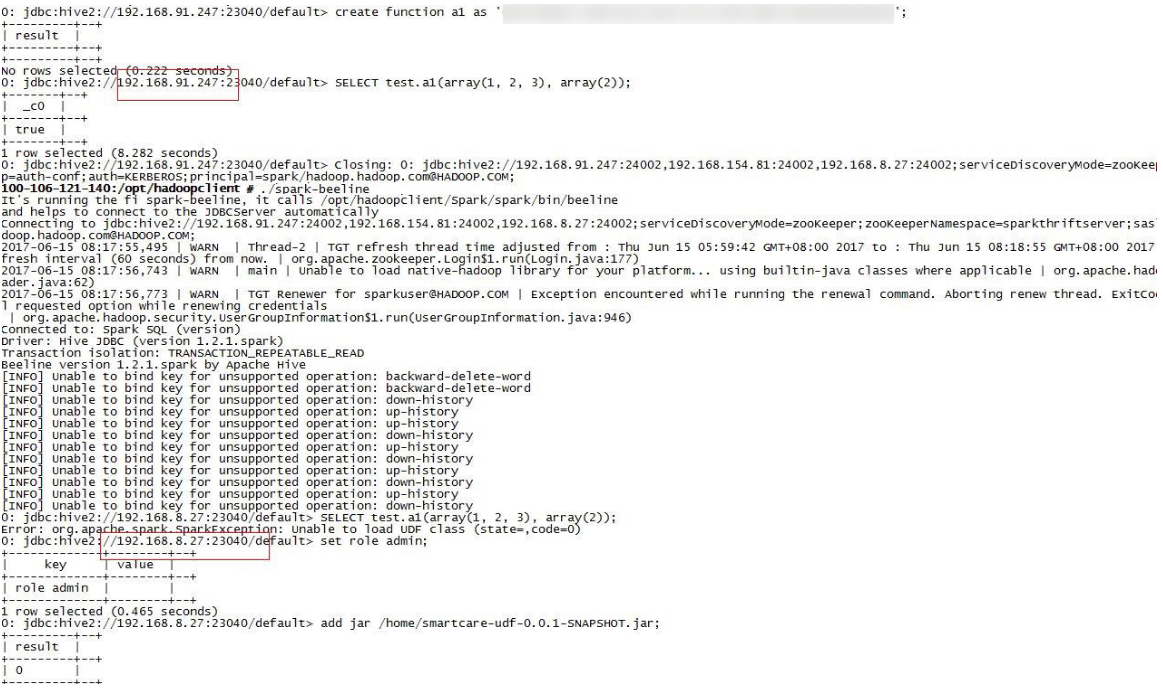 0: jdbc:hive2://192.168.91.247:23040/default> create function a1 as '';
+---------+--+
| result  |
+---------+--+
+---------+--+
No rows selected (0.222 seconds)
0: jdbc:hive2://192.168.91.247:23040/default> SELECT test.a1(array(1, 2, 3), array(2));
+-------+--+
|  _c0  |
+-------+--+
| true  |
+-------+--+
1 row selected (8.282 seconds)
0: jdbc:hive2://192.168.91.247:23040/default> Closing: 0: jdbc:hive2://192.168.91.247:24002,192.168.154.81:24002,192.168.8.27:24002;serviceDiscoveryMode=zooKeep
p=auth-conf;auth=KERBEROS;principal=spark/hadoop.hadoop.com@HADOOP.COM;
100-106-121-140:/opt/hadoopclient # ./spark-beeline
It's running the fi spark-beeline, it calls /opt/hadoopclient/Spark/spark/bin/beeline
and helps to connect to the JDBCServer automatically
Connecting to jdbc:hive2://192.168.91.247:24002,192.168.154.81:24002,192.168.8.27:24002;serviceDiscoveryMode=zooKeeper;zooKeeperNamespace=sparkthriftserver;sasl
doop.hadoop.com@HADOOP.COM;
2017-06-15 08:17:55,495 | WARN  | Thread-2 | TGT refresh thread time adjusted from : Thu Jun 15 05:59:42 GMT+08:00 2017 to : Thu Jun 15 08:18:55 GMT+08:00 2017
fresh interval (60 seconds) from now. | org.apache.zookeeper.Login$1.run(Login.java:177)
2017-06-15 08:17:56,743 | WARN  | main | Unable to load native-hadoop library for your platform... using builtin-java classes where applicable | org.apache.hado
ader.java:62)
2017-06-15 08:17:56,773 | WARN  | TGT Renewer for sparkuser@HADOOP.COM | Exception encountered while running the renewal command. Aborting renew thread. ExitCo
l requested option while renewing credentials
| org.apache.hadoop.security.UserGroupInformation$1.run(UserGroupInformation.java:946)
Connected to: Spark SQL (version)
Driver: Hive JDBC (version 1.2.1.spark)
Transaction isolation: TRANSACTION_REPEATABLE_READ
Beeline version 1.2.1.spark by Apache Hive
[INFO] Unable to bind key for unsupported operation: backward-delete-word
[INFO] Unable to bind key for unsupported operation: backward-delete-word
[INFO] Unable to bind key for unsupported operation: down-history
[INFO] Unable to bind key for unsupported operation: up-history
[INFO] Unable to bind key for unsupported operation: up-history
[INFO] Unable to bind key for unsupported operation: down-history
[INFO] Unable to bind key for unsupported operation: up-history
[INFO] Unable to bind key for unsupported operation: down-history
[INFO] Unable to bind key for unsupported operation: up-history
[INFO] Unable to bind key for unsupported operation: down-history
[INFO] Unable to bind key for unsupported operation: up-history
[INFO] Unable to bind key for unsupported operation: down-history
0: jdbc:hive2://192.168.8.27:23040/default> SELECT test.a1(array(1, 2, 3), array(2));
Error: org.apache.spark.SparkException: Unable to load UDF class (state=,code=0)
0: jdbc:hive2://192.168.8.27:23040/default> set role admin;
+-------------+--------+--+
|     key     | value  |
+-------------+--------+--+
| role admin  |        |
+-------------+--------+--+
1 row selected (0.465 seconds)
0: jdbc:hive2://192.168.8.27:23040/default> add jar /home/smartcare-udf-0.0.1-SNAPSHOT.jar;
+---------+--+
| result  |
+---------+--+
| 0       |
+---------+--+